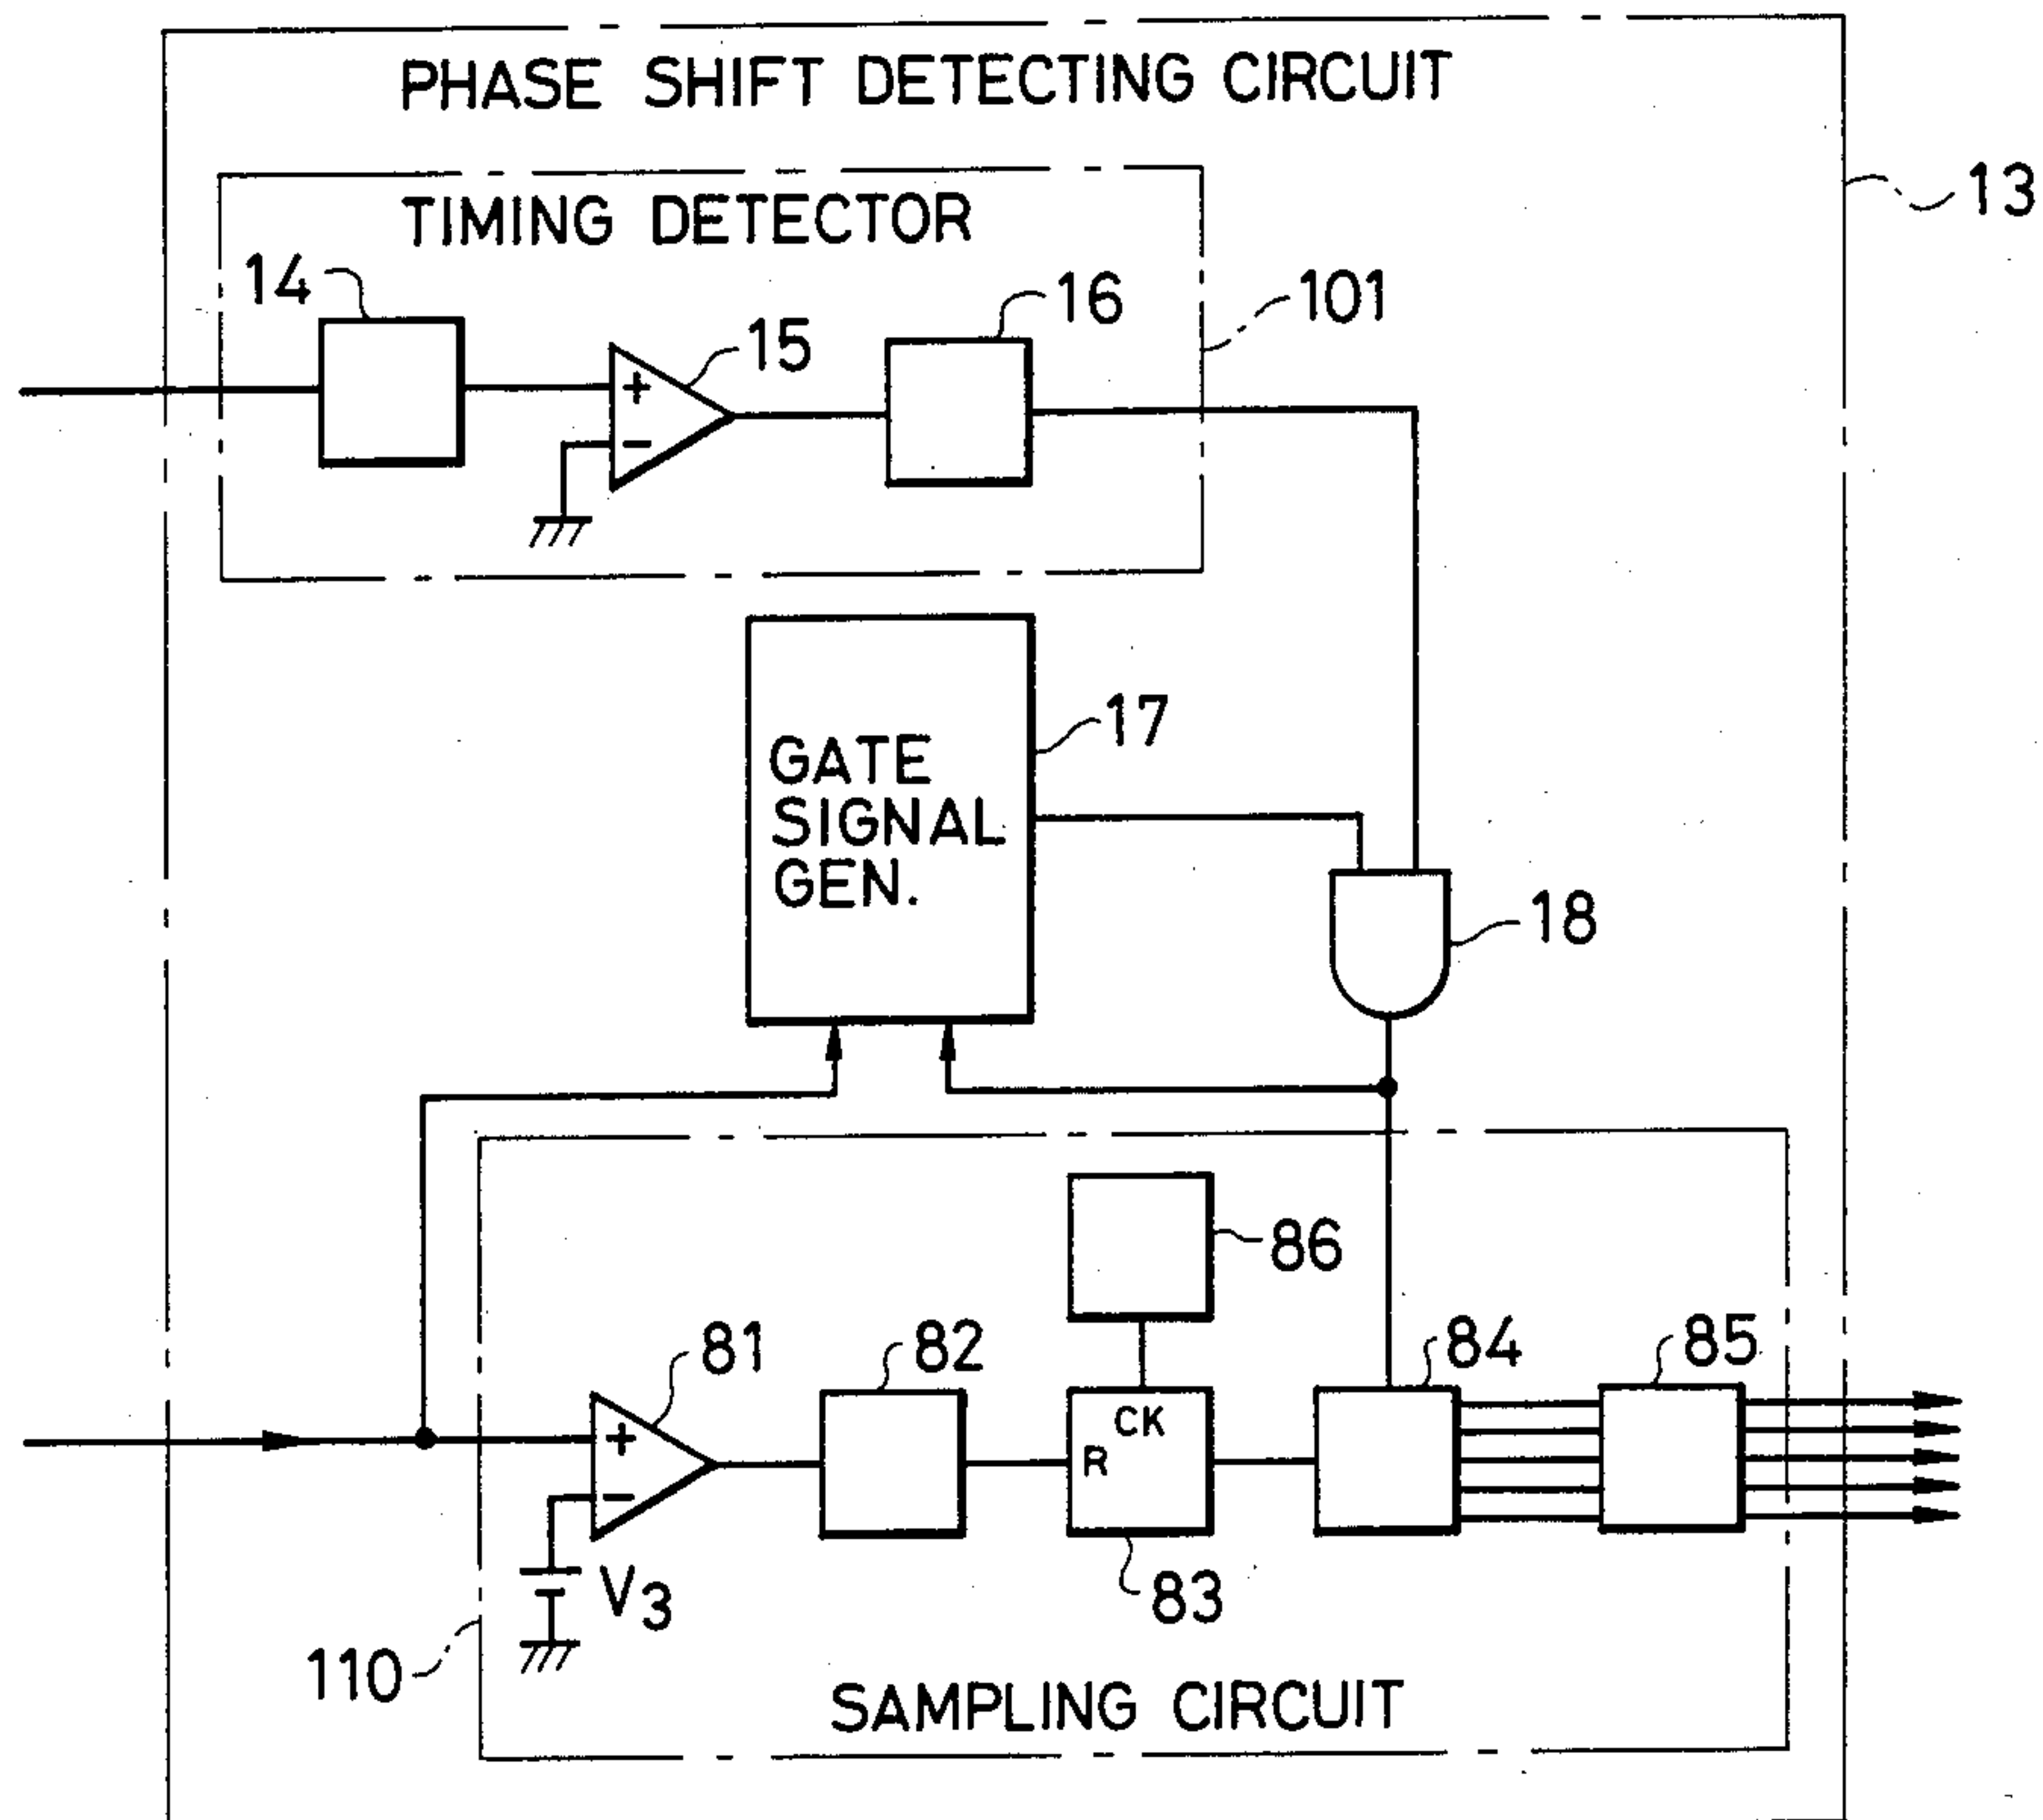 PHASE SHIFT DETECTING CIRCUIT
13
TIMING DETECTOR
14
15
16
101
+
−
17
GATE
SIGNAL
GEN.
18
86
81
82
84
85
+
−
CK
R
V3
83
110
SAMPLING CIRCUIT